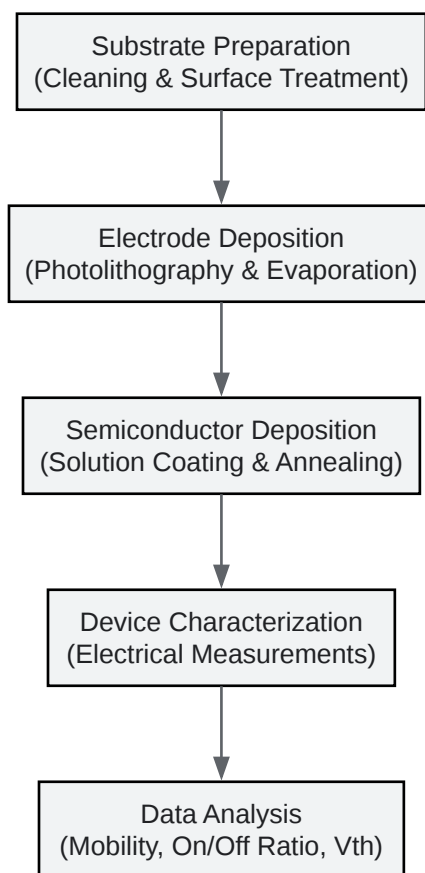 Substrate Preparation
(Cleaning & Surface Treatment)
Electrode Deposition
(Photolithography & Evaporation)
Semiconductor Deposition
(Solution Coating & Annealing)
Device Characterization
(Electrical Measurements)
Data Analysis
(Mobility, On/Off Ratio, Vth)